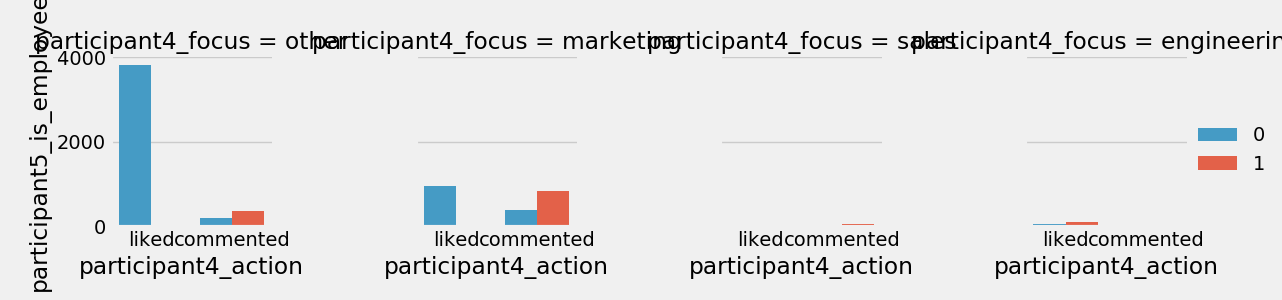 participant4_focus = other
participant4_focus = marketing
participant4_focus = sales
participant4_focus = engineerin
participant5_is_employee
4000
2000
0
liked commented
liked commented
liked commented
liked commented
participant4_action
participant4_action
participant4_action
participant4_action
0
1